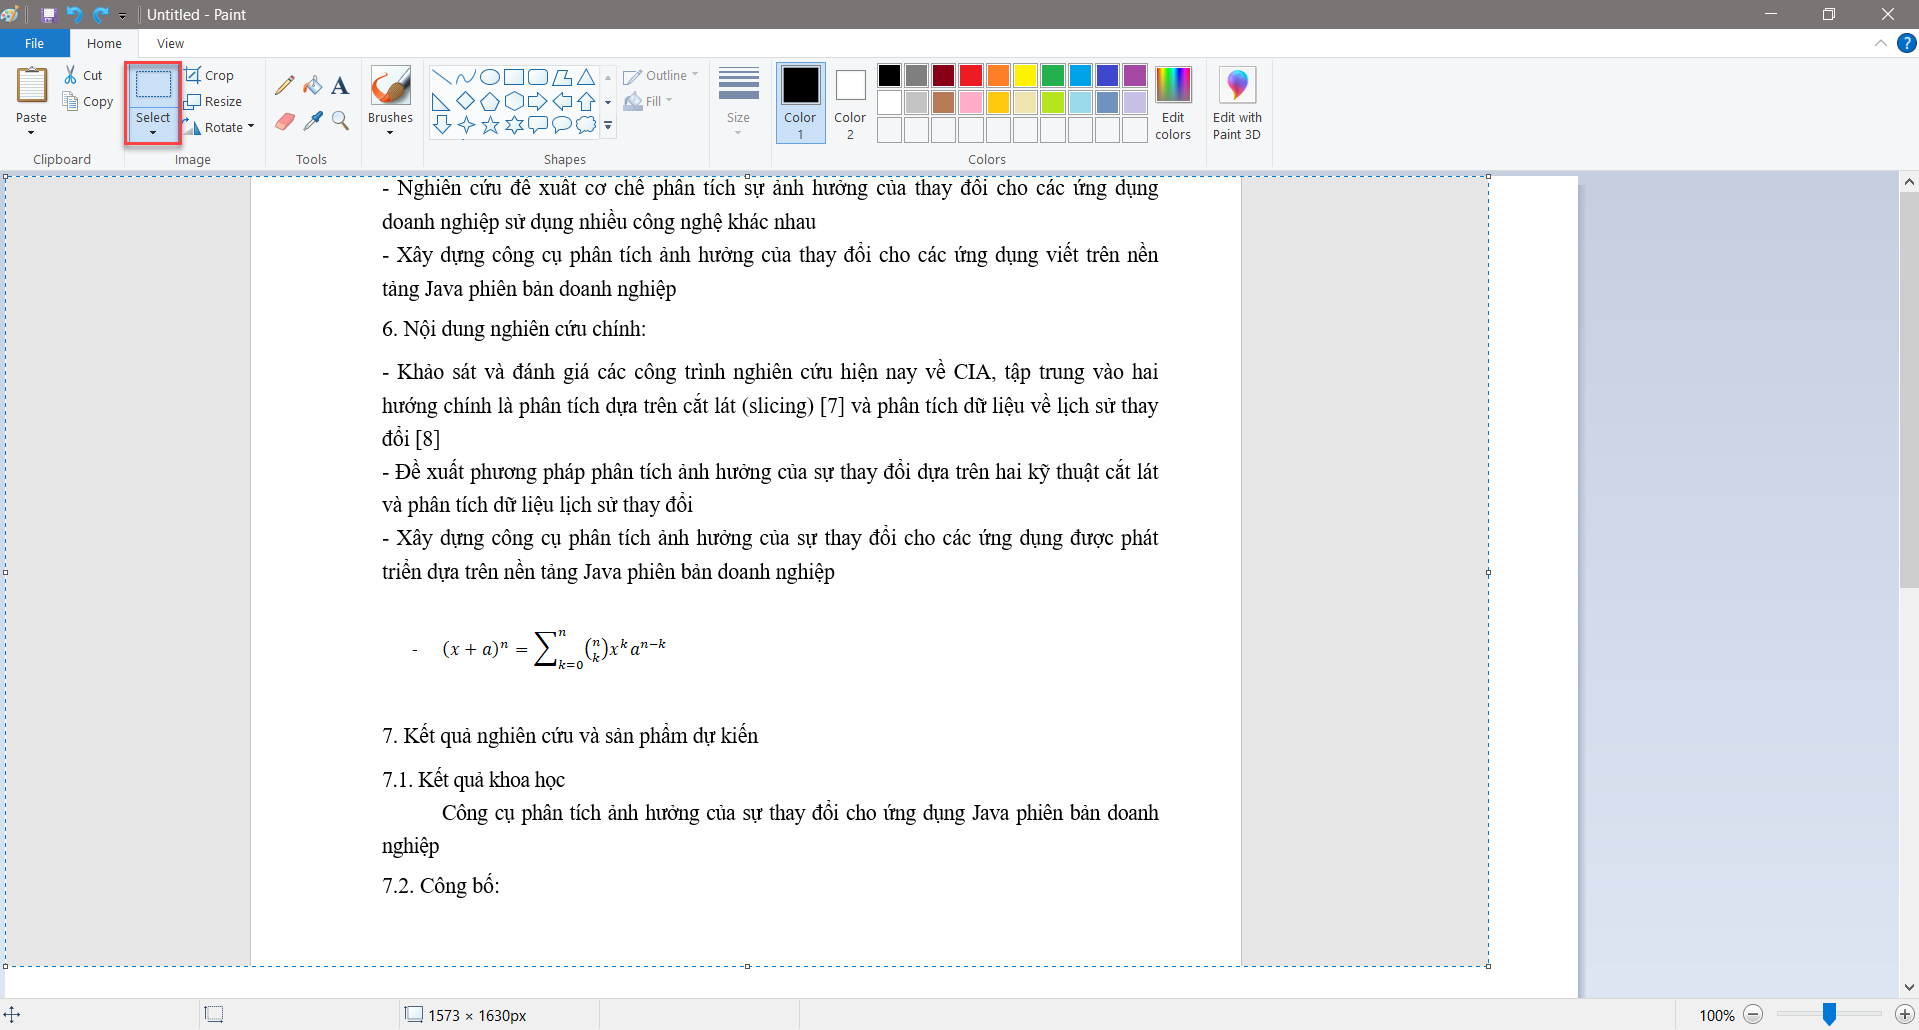 Untitled - Paint
File Home View
Paste
Cut
Copy
Clipboard
Select
Crop
Resize
Rotate
Image
Tools
Brushes
Outline
Fill
Shapes
Size
Color 1
Color 2
Edit colors
Colors
Edit with Paint 3D
- Nghiên cứu đề xuất cơ chế phân tích sự ảnh hưởng của thay đổi cho các ứng dụng
doanh nghiệp sử dụng nhiều công nghệ khác nhau
- Xây dựng công cụ phân tích ảnh hưởng của thay đổi cho các ứng dụng viết trên nền
tảng Java phiên bản doanh nghiệp
6. Nội dung nghiên cứu chính:
- Khảo sát và đánh giá các công trình nghiên cứu hiện nay về CIA, tập trung vào hai
hướng chính là phân tích dựa trên cắt lát (slicing) [7] và phân tích dữ liệu về lịch sử thay
đổi [8]
- Đề xuất phương pháp phân tích ảnh hưởng của sự thay đổi dựa trên hai kỹ thuật cắt lát
và phân tích dữ liệu lịch sử thay đổi
- Xây dựng công cụ phân tích ảnh hưởng của sự thay đổi cho các ứng dụng được phát
triển dựa trên nền tảng Java phiên bản doanh nghiệp
- (x + a)^n = ∑_{k=0}^{n} (n k) x^k a^{n−k}
7. Kết quả nghiên cứu và sản phẩm dự kiến
7.1. Kết quả khoa học
Công cụ phân tích ảnh hưởng của sự thay đổi cho ứng dụng Java phiên bản doanh
nghiệp
7.2. Công bố:
1573 × 1630px
100%